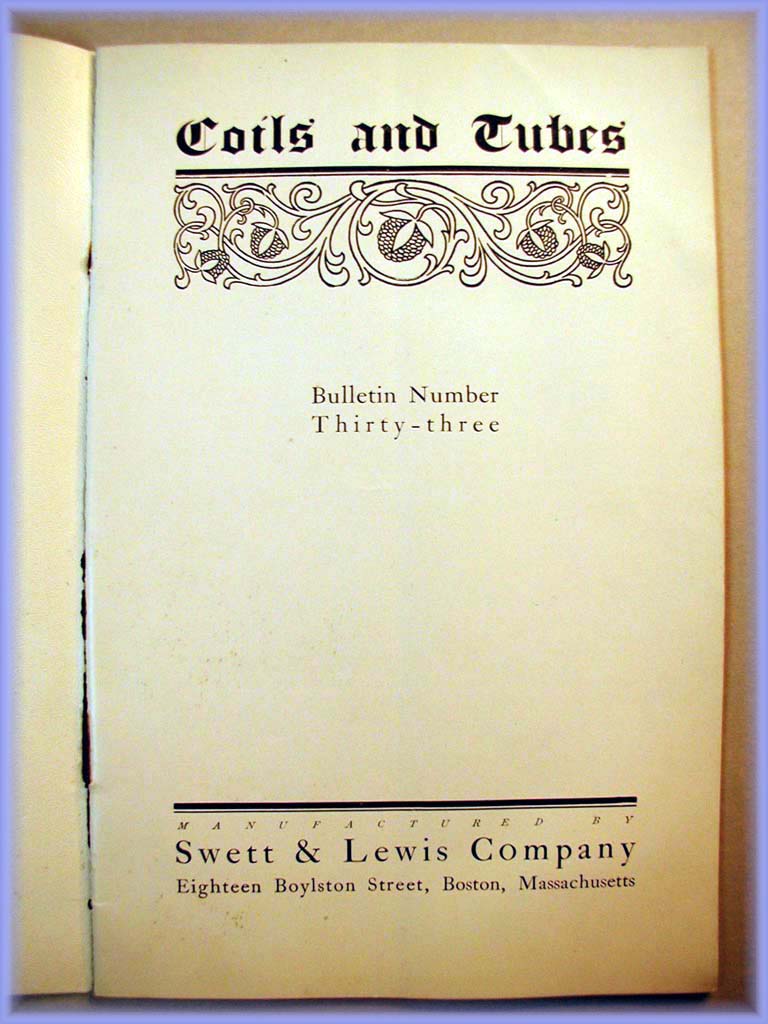 Coils and Tubes
Bulletin Number
Thirty-three
MANUFACTURED BY
Swett & Lewis Company
Eighteen Boylston Street, Boston, Massachusetts